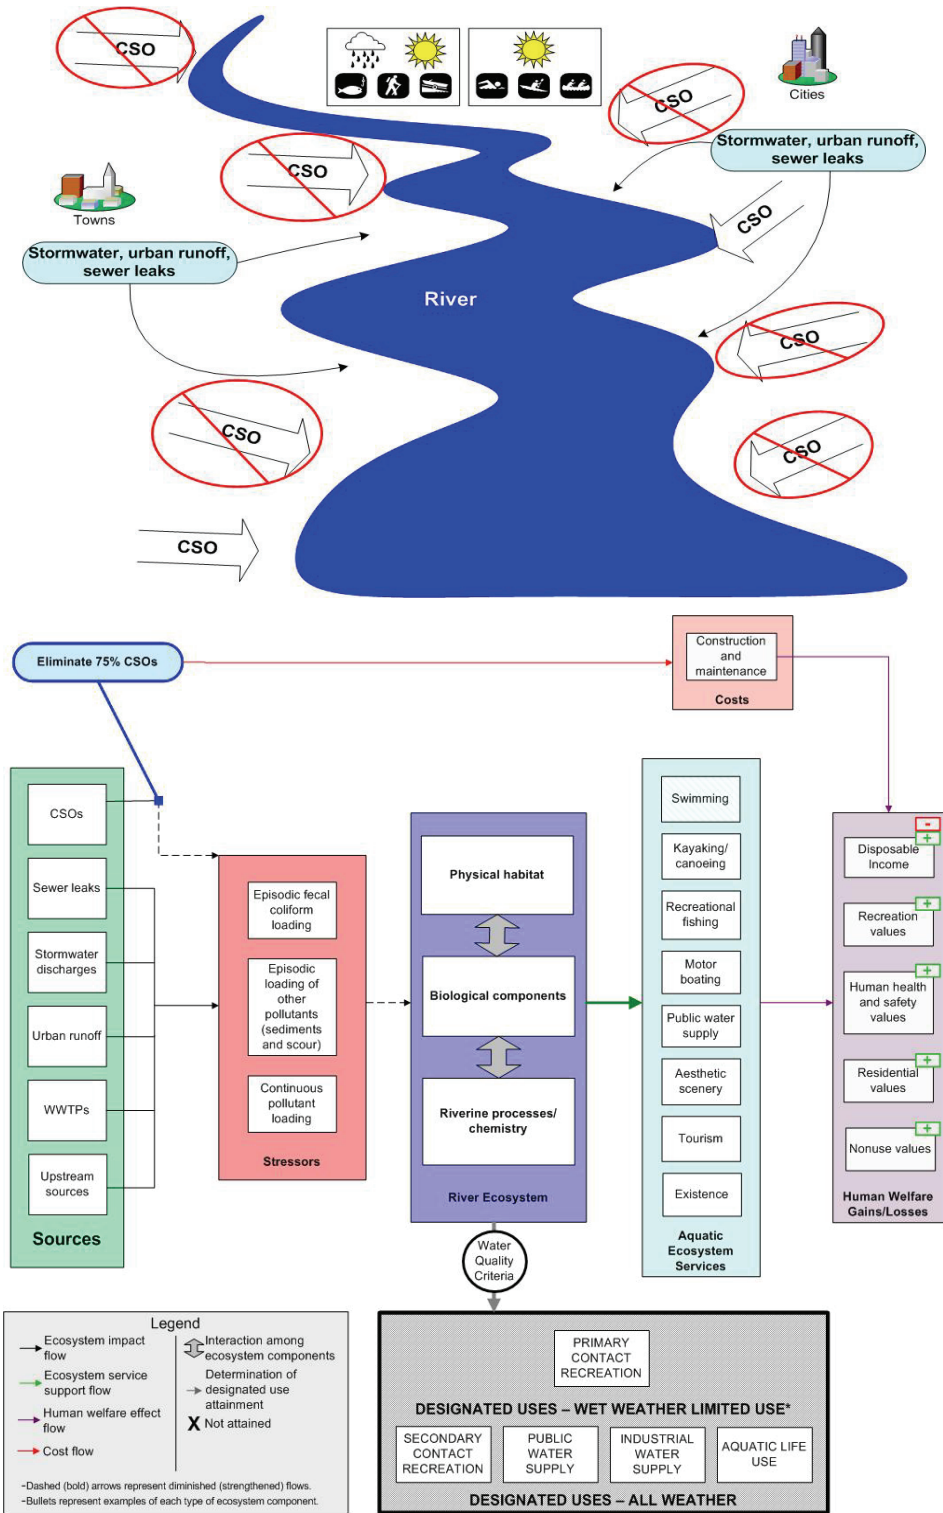 CSO
CSO
Cities
CSO
Stormwater, urban runoff,
sewer leaks
CSO
Towns
CSO
Stormwater, urban runoff,
sewer leaks
River
CSO
CSO
CSO
CSO
Eliminate 75% CSOs
Construction
and
maintenance
Costs
CSOs
Sewer leaks
Stormwater
discharges
Urban runoff
WWTPs
Upstream
sources
Sources
Episodic fecal
coliform
loading
Episodic
loading of
other
pollutants
(sediments
and scour)
Continuous
pollutant
loading
Stressors
Physical habitat
Biological components
Riverine processes/
chemistry
River Ecosystem
Swimming
Kayaking/
canoeing
Recreational
fishing
Motor
boating
Public water
supply
Aesthetic
scenery
Tourism
Existence
Aquatic
Ecosystem
Services
-
+
Disposable
Income
+
Recreation
values
+
Human health
and safety
values
+
Residential
values
+
Nonuse values
Human Welfare
Gains/Losses
Water
Quality
Criteria
Legend
Ecosystem impact
flow
Ecosystem service
support flow
Human welfare effect
flow
Cost flow
Interaction among
ecosystem components
Determination of
designated use
attainment
X Not attained
-Dashed (bold) arrows represent diminished (strengthened) flows.
-Bullets represent examples of each type of ecosystem component.
PRIMARY
CONTACT
RECREATION
DESIGNATED USES – WET WEATHER LIMITED USE*
SECONDARY
CONTACT
RECREATION
PUBLIC
WATER
SUPPLY
INDUSTRIAL
WATER
SUPPLY
AQUATIC LIFE
USE
DESIGNATED USES – ALL WEATHER